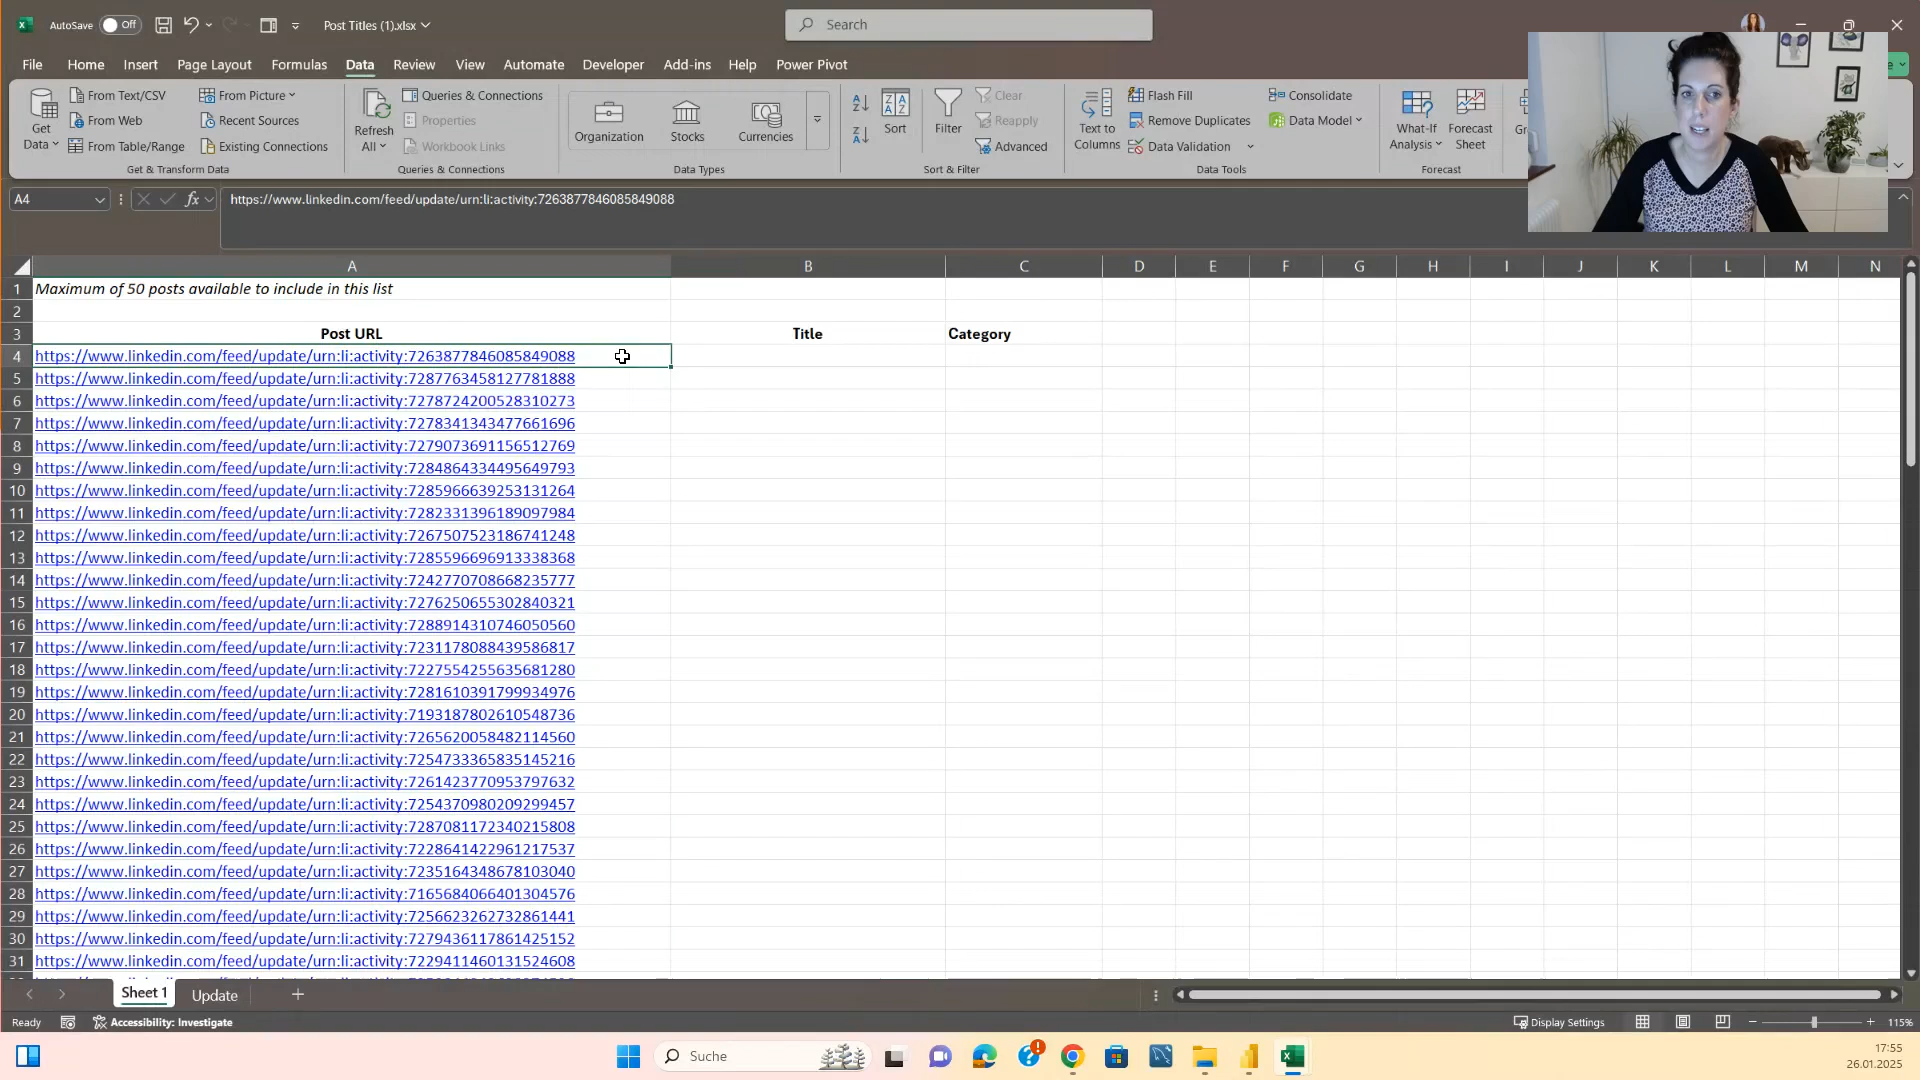 AutoSave Off Post Titles (1).xlsx Search
File Home Insert Page Layout Formulas Data Review View Automate Developer Add-ins Help Power Pivot
Get Data
From Text/CSV
From Web
From Table/Range
From Picture
Recent Sources
Existing Connections
Get & Transform Data
Refresh All
Queries & Connections
Properties
Workbook Links
Queries & Connections
Organization Stocks Currencies
Data Types
Sort
Filter
Clear
Reapply
Advanced
Sort & Filter
Text to Columns
Flash Fill
Remove Duplicates
Data Validation
Consolidate
Data Model
Data Tools
What-If Analysis
Forecast Sheet
Forecast
A4 fx https://www.linkedin.com/feed/update/urn:li:activity:7263877846085849088
A B C D E F G H I J K L M N
1 Maximum of 50 posts available to include in this list
2
3 Post URL Title Category
4 https://www.linkedin.com/feed/update/urn:li:activity:7263877846085849088
5 https://www.linkedin.com/feed/update/urn:li:activity:7287763458127781888
6 https://www.linkedin.com/feed/update/urn:li:activity:7278724200528310273
7 https://www.linkedin.com/feed/update/urn:li:activity:7278341343477661696
8 https://www.linkedin.com/feed/update/urn:li:activity:7279073691156512769
9 https://www.linkedin.com/feed/update/urn:li:activity:7284864334495649793
10 https://www.linkedin.com/feed/update/urn:li:activity:7285966639253131264
11 https://www.linkedin.com/feed/update/urn:li:activity:7282331396189097984
12 https://www.linkedin.com/feed/update/urn:li:activity:7267507523186741248
13 https://www.linkedin.com/feed/update/urn:li:activity:7285596696913338368
14 https://www.linkedin.com/feed/update/urn:li:activity:7242770708668235777
15 https://www.linkedin.com/feed/update/urn:li:activity:7276250655302840321
16 https://www.linkedin.com/feed/update/urn:li:activity:7288914310746050560
17 https://www.linkedin.com/feed/update/urn:li:activity:7231178088439586817
18 https://www.linkedin.com/feed/update/urn:li:activity:7227554255635681280
19 https://www.linkedin.com/feed/update/urn:li:activity:7281610391799934976
20 https://www.linkedin.com/feed/update/urn:li:activity:7193187802610548736
21 https://www.linkedin.com/feed/update/urn:li:activity:7265620058482114560
22 https://www.linkedin.com/feed/update/urn:li:activity:7254733365835145216
23 https://www.linkedin.com/feed/update/urn:li:activity:7261423770953797632
24 https://www.linkedin.com/feed/update/urn:li:activity:7254370980209299457
25 https://www.linkedin.com/feed/update/urn:li:activity:7287081172340215808
26 https://www.linkedin.com/feed/update/urn:li:activity:7228641422961217537
27 https://www.linkedin.com/feed/update/urn:li:activity:7235164348678103040
28 https://www.linkedin.com/feed/update/urn:li:activity:7165684066401304576
29 https://www.linkedin.com/feed/update/urn:li:activity:7256623262732861441
30 https://www.linkedin.com/feed/update/urn:li:activity:7279436117861425152
31 https://www.linkedin.com/feed/update/urn:li:activity:7229411460131524608
Sheet 1 Update
Ready Accessibility: Investigate Display Settings 115%
Suche
17:55
26.01.2025